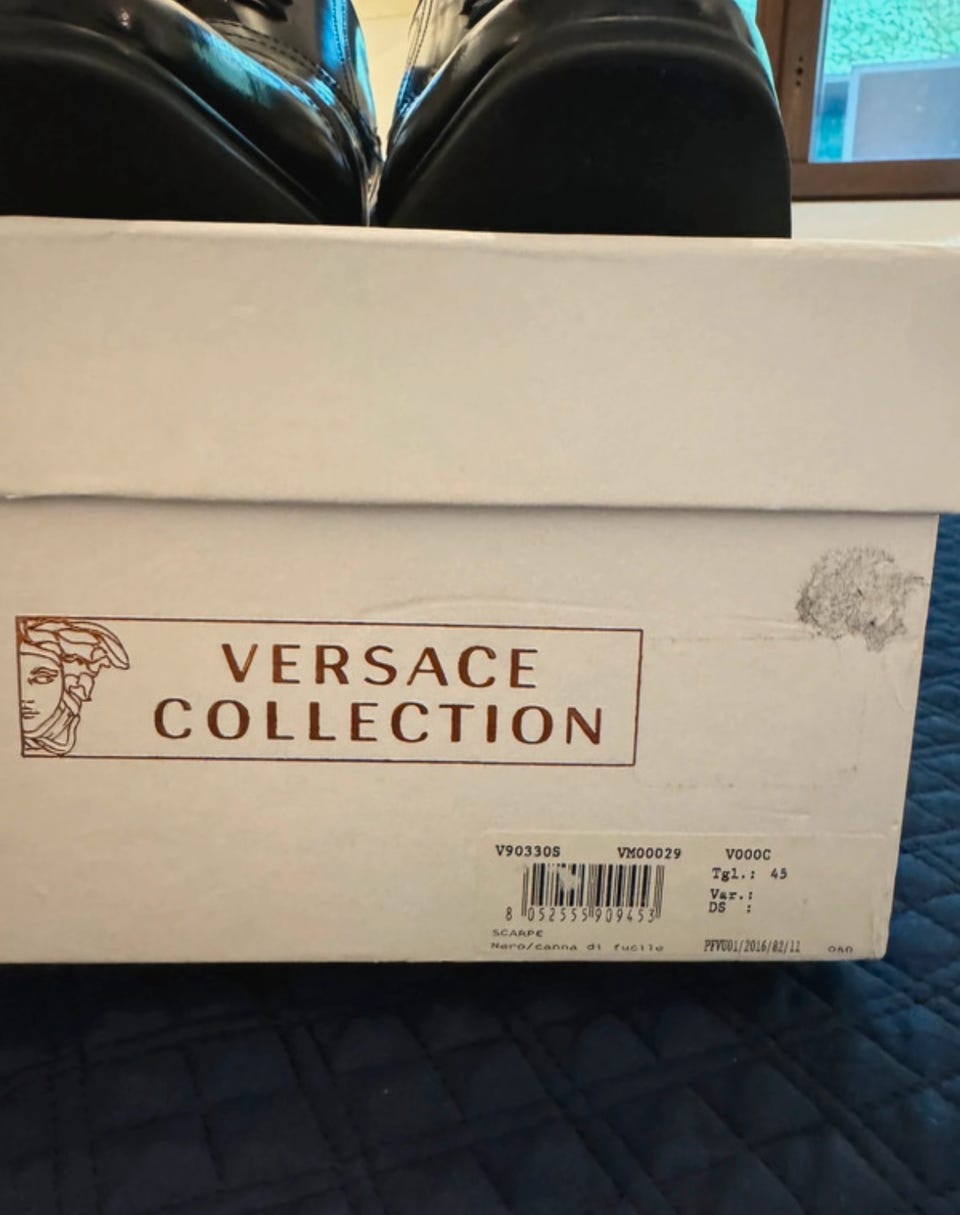 VERSACE
COLLECTION
V90330S VM00029 V000C
Tgl.: 45
Var.:
DS :
8 052555 909453
SCARPE
Nero/canna di fucile PFVU01/2016/02/11